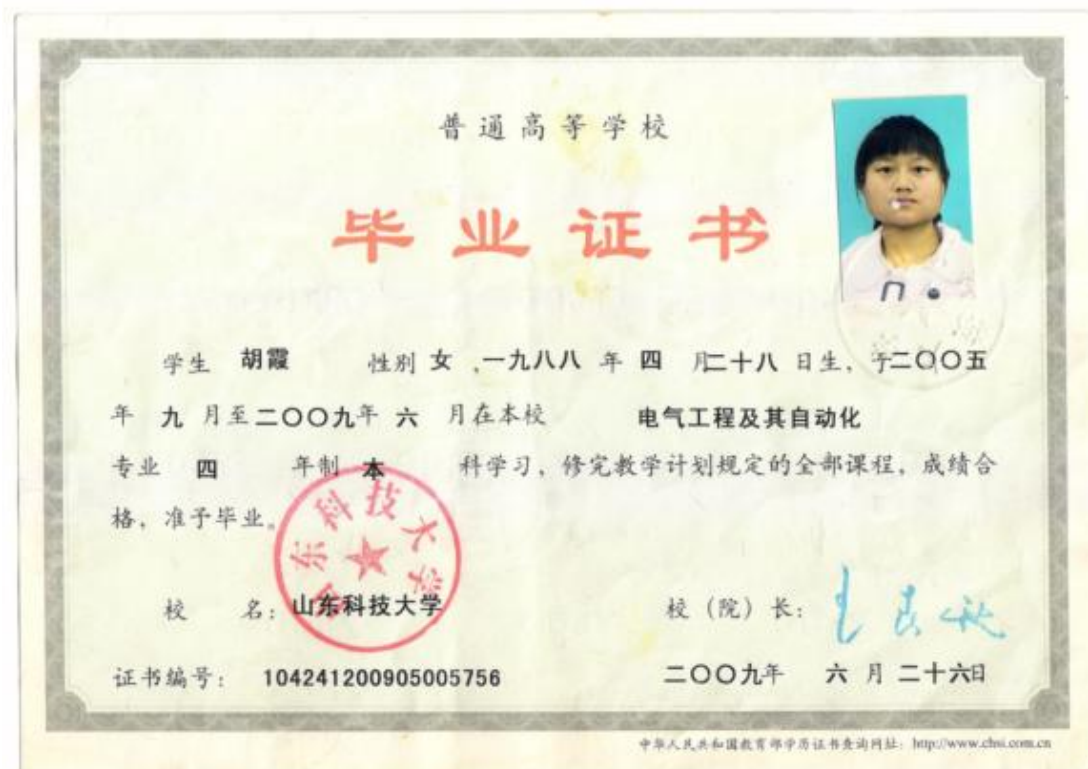 普通高等学校
毕业证书
学生 胡霞 性别 女 ,一九八八 年 四 月二十八 日生, 于二〇〇五
年 九 月至二〇〇九年 六 月在本校 电气工程及其自动化
专业 四 年制 本 科学习, 修完教学计划规定的全部课程, 成绩合
格, 准予毕业。
山东科技大学
校 名: 山东科技大学 校 (院) 长:
证书编号: 104241200905005756 二〇〇九年 六 月 二十六日
中华人民共和国教育部学历证书查询网址: http://www.chsi.com.cn